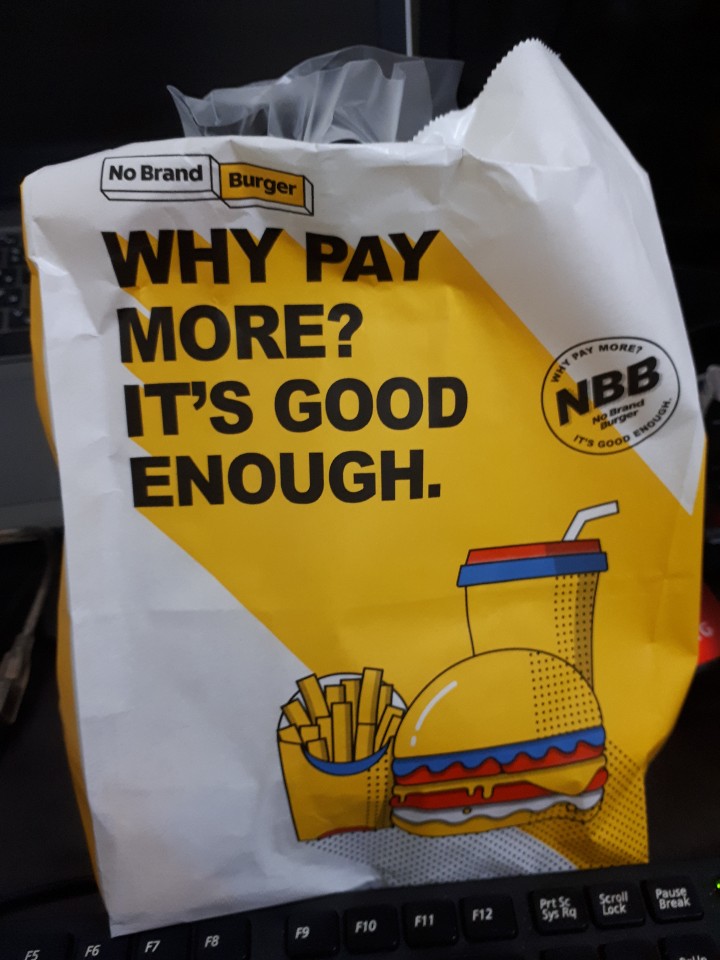 No Brand Burger
WHY PAY
MORE?
IT'S GOOD
ENOUGH.
WHY PAY MORE?
NBB
No Brand
Burger
IT'S GOOD ENOUGH.
F5 F6 F7 F8 F9 F10 F11 F12
Prt Sc
Sys Rq
Scroll
Lock
Pause
Break